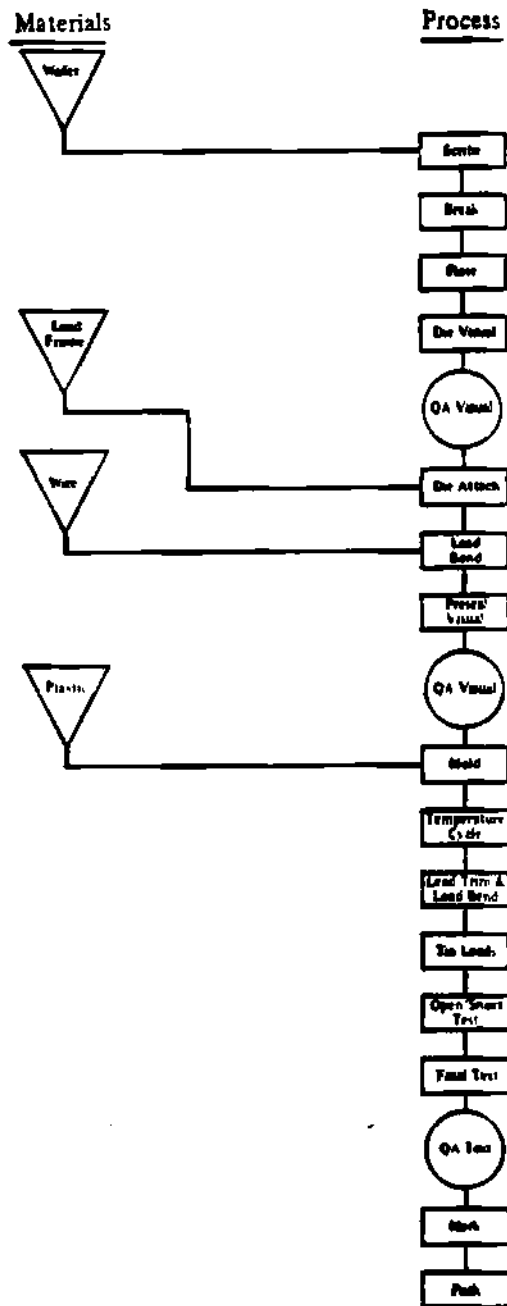 Materials
Process
Wafer
Scribe
Break
Lead
Frame
Die Visual
QA Visual
Wire
Die Attach
Lead
Bond
Preseal
Visual
Plastic
QA Visual
Mold
Temperature
Cycle
Lead Trim &
Lead Bend
Tin Leads
Open Short
Test
Final Test
QA Test
Mark
Pack